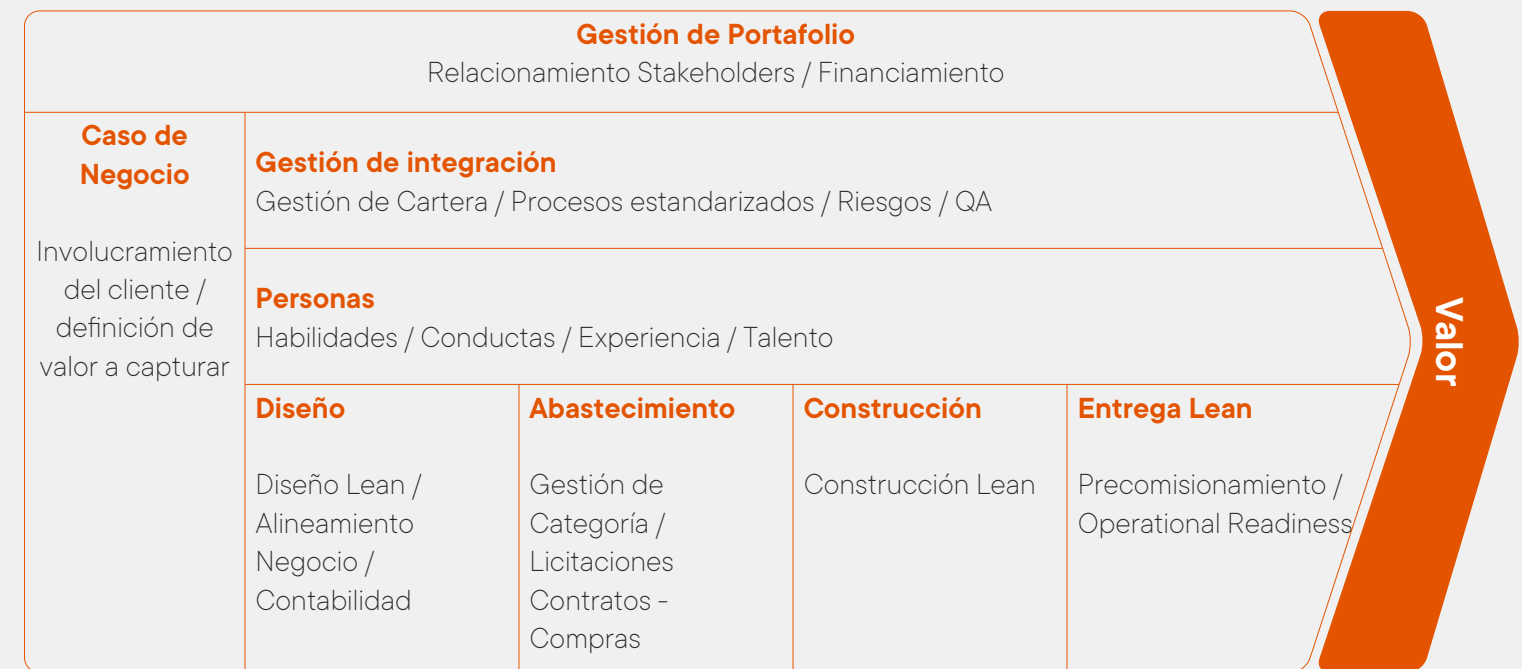 Gestión de Portafolio
Relacionamiento Stakeholders / Financiamiento
Caso de
Negocio
Involucramiento
del cliente /
definición de
valor a capturar
Gestión de integración
Gestión de Cartera / Procesos estandarizados / Riesgos / QA
Personas
Habilidades / Conductas / Experiencia / Talento
Diseño
Diseño Lean /
Alineamiento
Negocio /
Contabilidad
Abastecimiento
Gestión de
Categoría /
Licitaciones
Contratos -
Compras
Construcción
Construcción Lean
Entrega Lean
Precomisionamiento /
Operational Readiness
Valor